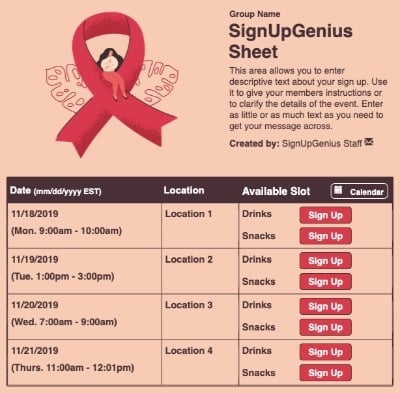 Group Name
SignUpGenius
Sheet
This area allows you to enter
descriptive text about your sign up. Use
it to give your members instructions or
to clarify the details of the event. Enter
as little or as much text as you need to
get your message across.
Created by: SignUpGenius Staff
Date (mm/dd/yyyy EST) Location Available Slot Calendar
11/18/2019 Location 1 Drinks Sign Up
(Mon. 9:00am - 10:00am) Snacks Sign Up
11/19/2019 Location 2 Drinks Sign Up
(Tue. 1:00pm - 3:00pm) Snacks Sign Up
11/20/2019 Location 3 Drinks Sign Up
(Wed. 7:00am - 9:00am) Snacks Sign Up
11/21/2019 Location 4 Drinks Sign Up
(Thurs. 11:00am - 12:01pm) Snacks Sign Up